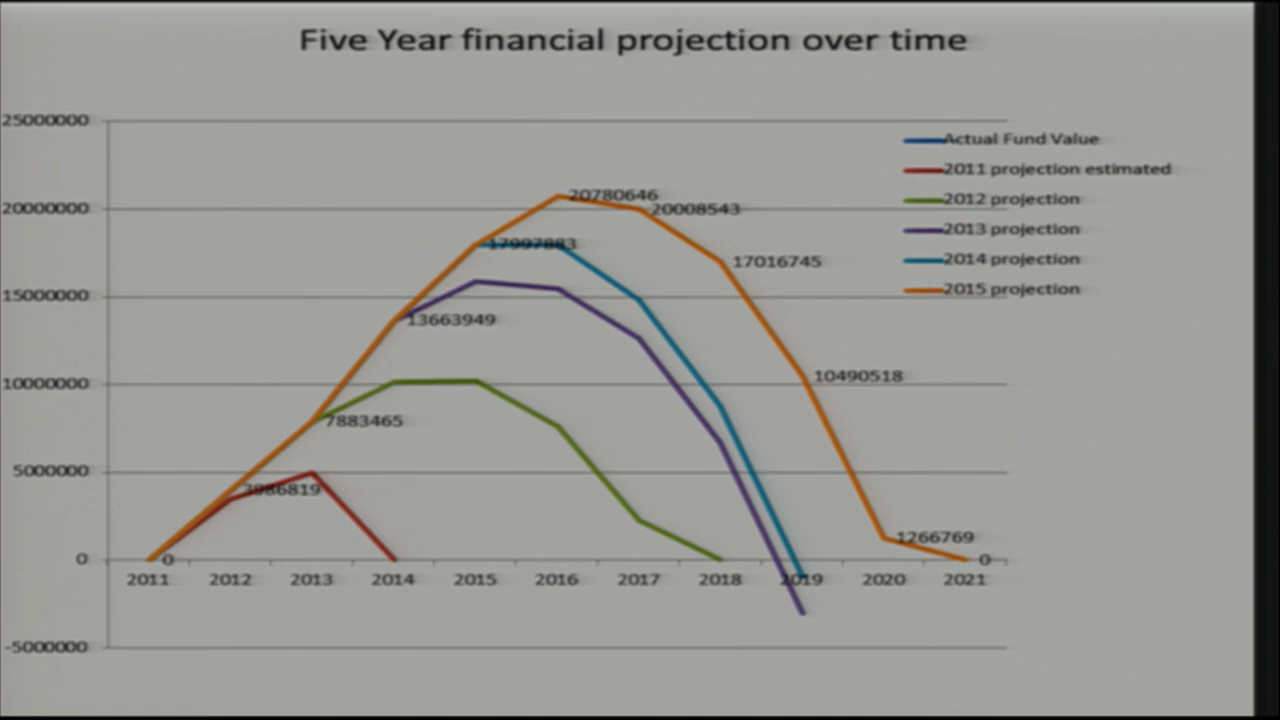 Five Year financial projection over time
25000000
20000000
15000000
10000000
5000000
0
-5000000
Actual Fund Value
2011 projection estimated
2012 projection
2013 projection
2014 projection
2015 projection
20780646
20008543
17997883
17016745
13663949
10490518
7883465
3986819
1266769
0
0
2011 2012 2013 2014 2015 2016 2017 2018 2019 2020 2021